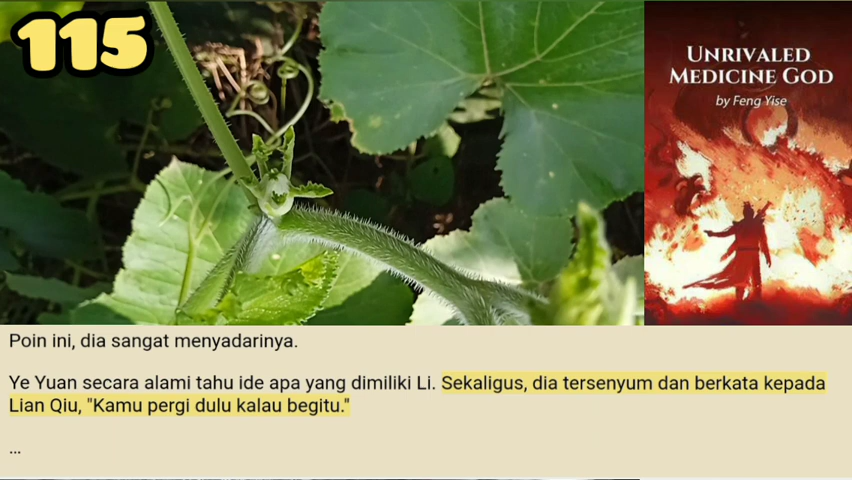 115
UNRIVALED
MEDICINE GOD
by Feng Yise
Poin ini, dia sangat menyadarinya.
Ye Yuan secara alami tahu ide apa yang dimiliki Li. Sekaligus, dia tersenyum dan berkata kepada
Lian Qiu, "Kamu pergi dulu kalau begitu."
...